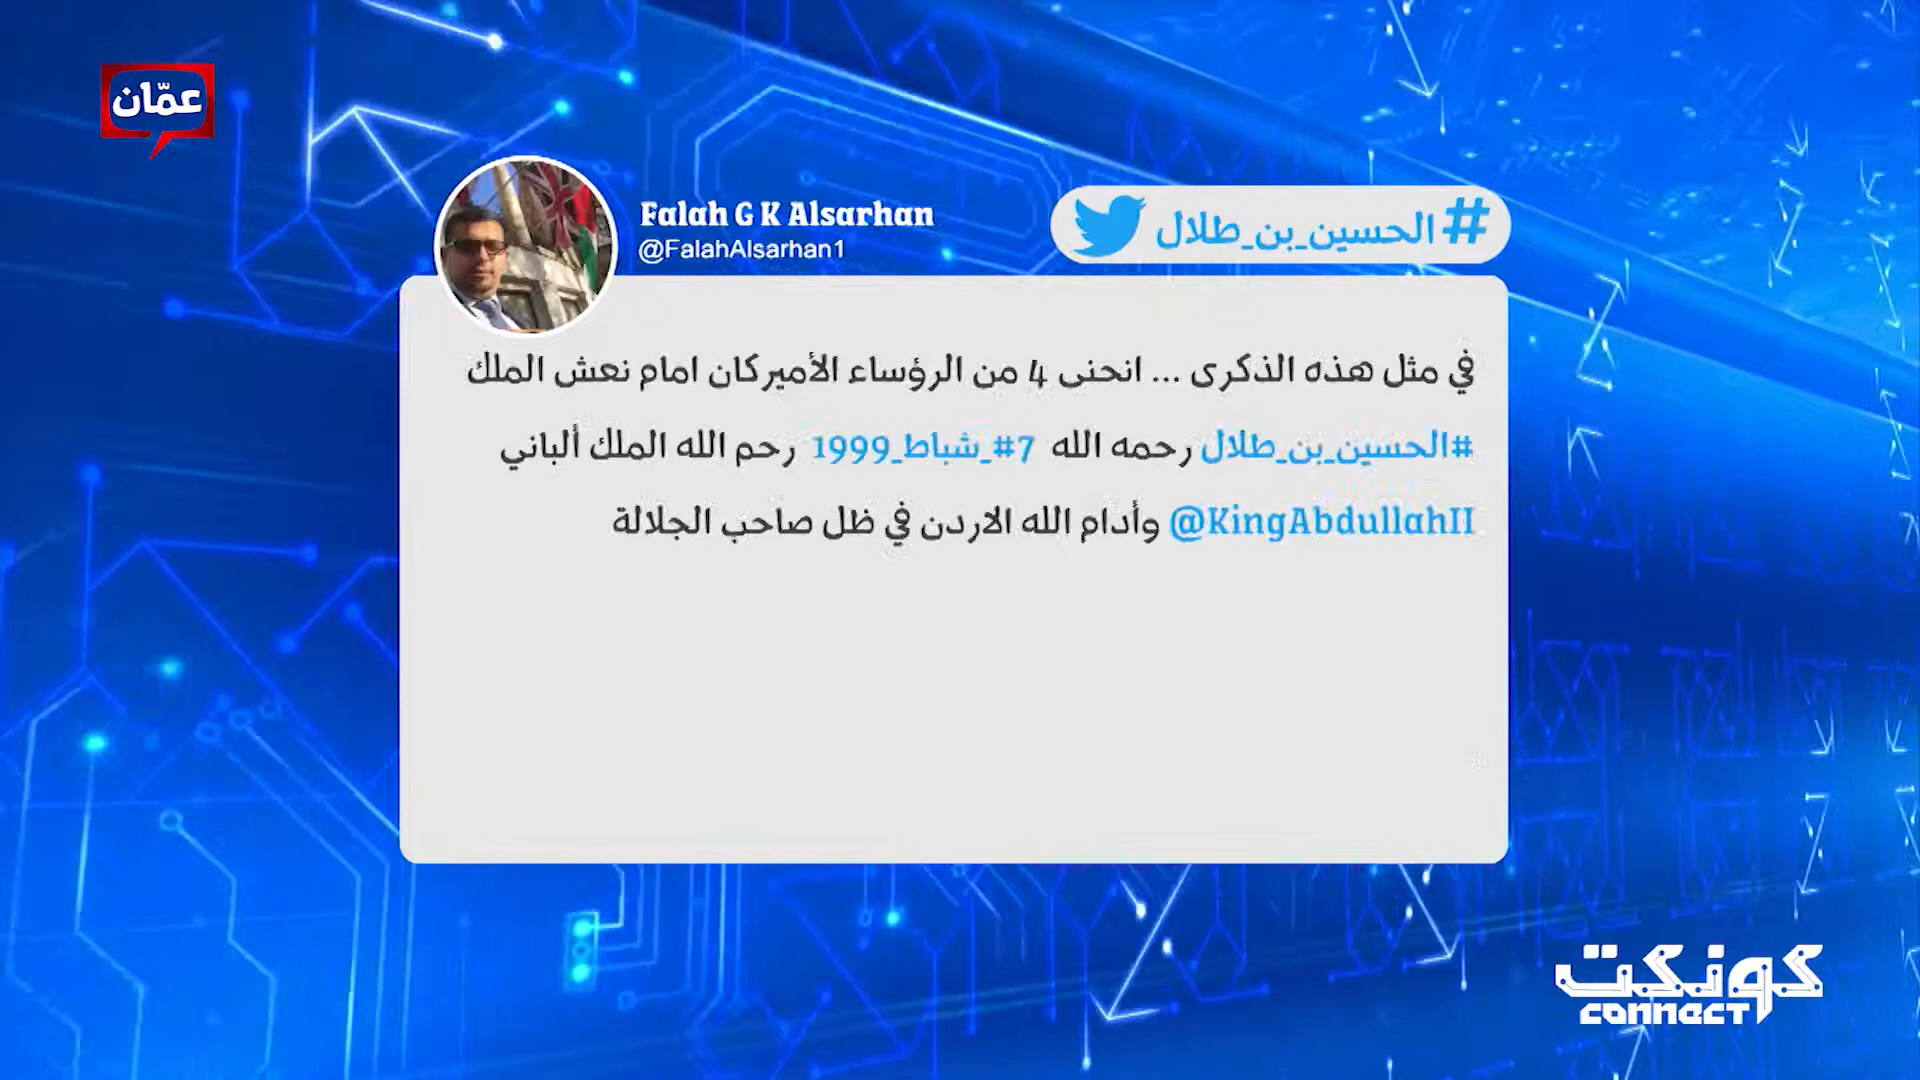 عمّان
Falah G K Alsarhan
@FalahAlsarhan1
#الحسين_بن_طلال
في مثل هذه الذكرى ... انحنى 4 من الرؤساء الأميركان امام نعش الملك
#الحسين_بن_طلال رحمه الله #7_شباط_1999 رحم الله الملك ألباني
@KingAbdullahII وأدام الله الاردن في ظل صاحب الجلالة
كونكت
connect